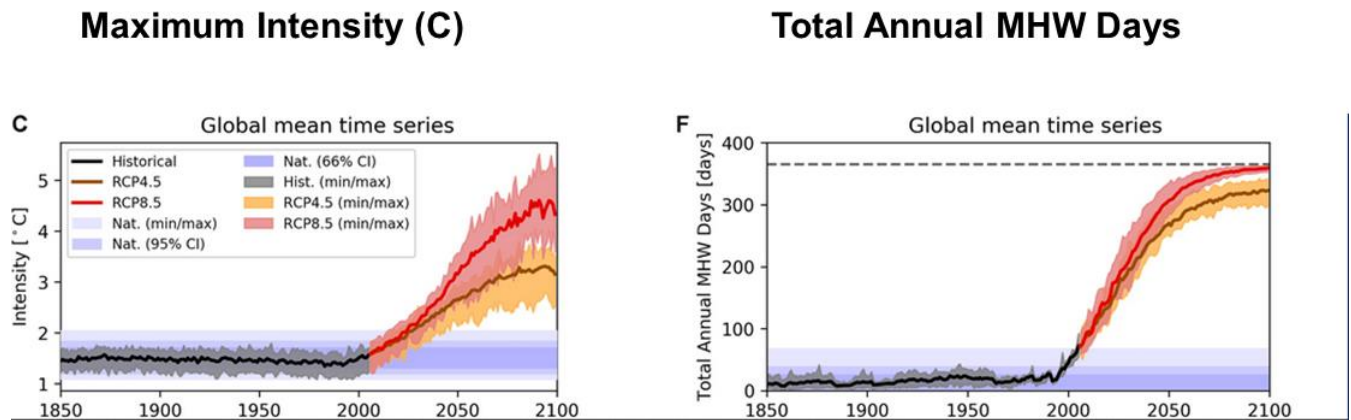 Maximum Intensity (C)
Total Annual MHW Days
C
Global mean time series
Intensity [°C]
5
4
3
2
1
Historical
RCP4.5
RCP8.5
Nat. (min/max)
Nat. (95% CI)
Nat. (66% CI)
Hist. (min/max)
RCP4.5 (min/max)
RCP8.5 (min/max)
1850 1900 1950 2000 2050 2100
F
Global mean time series
Total Annual MHW Days [days]
400
300
200
100
0
1850 1900 1950 2000 2050 2100